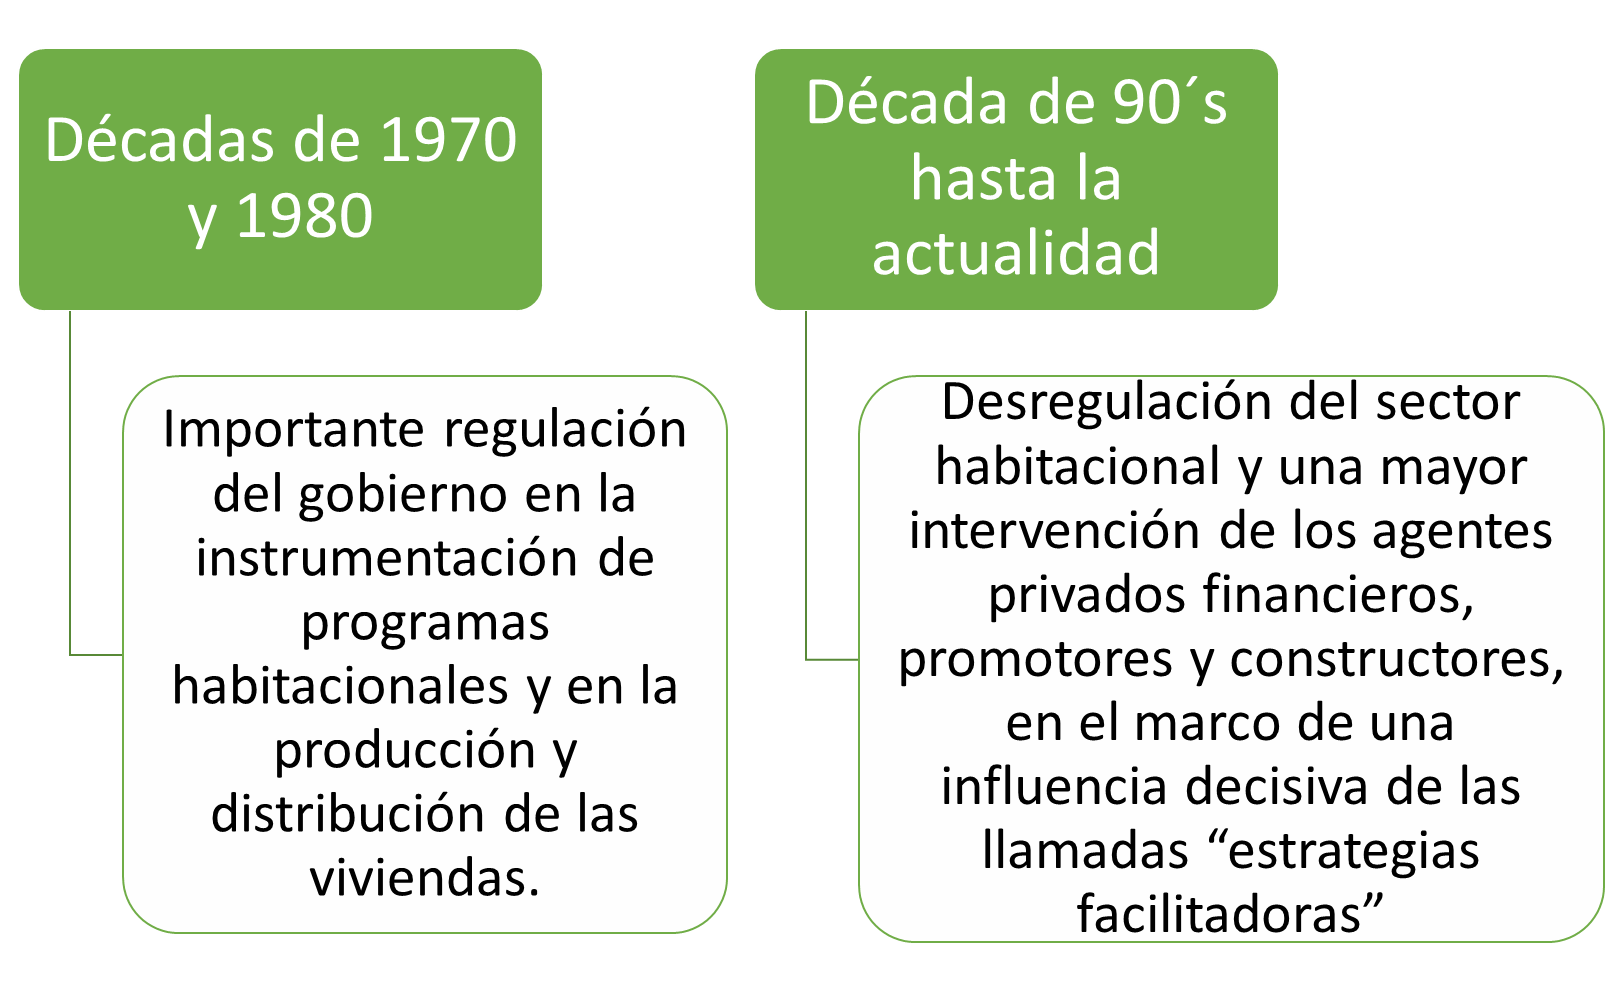 Décadas de 1970
y 1980
Importante regulación
del gobierno en la
instrumentación de
programas
habitacionales y en la
producción y
distribución de las
viviendas.
Década de 90´s
hasta la
actualidad
Desregulación del sector
habitacional y una mayor
intervención de los agentes
privados financieros,
promotores y constructores,
en el marco de una
influencia decisiva de las
llamadas “estrategias
facilitadoras”